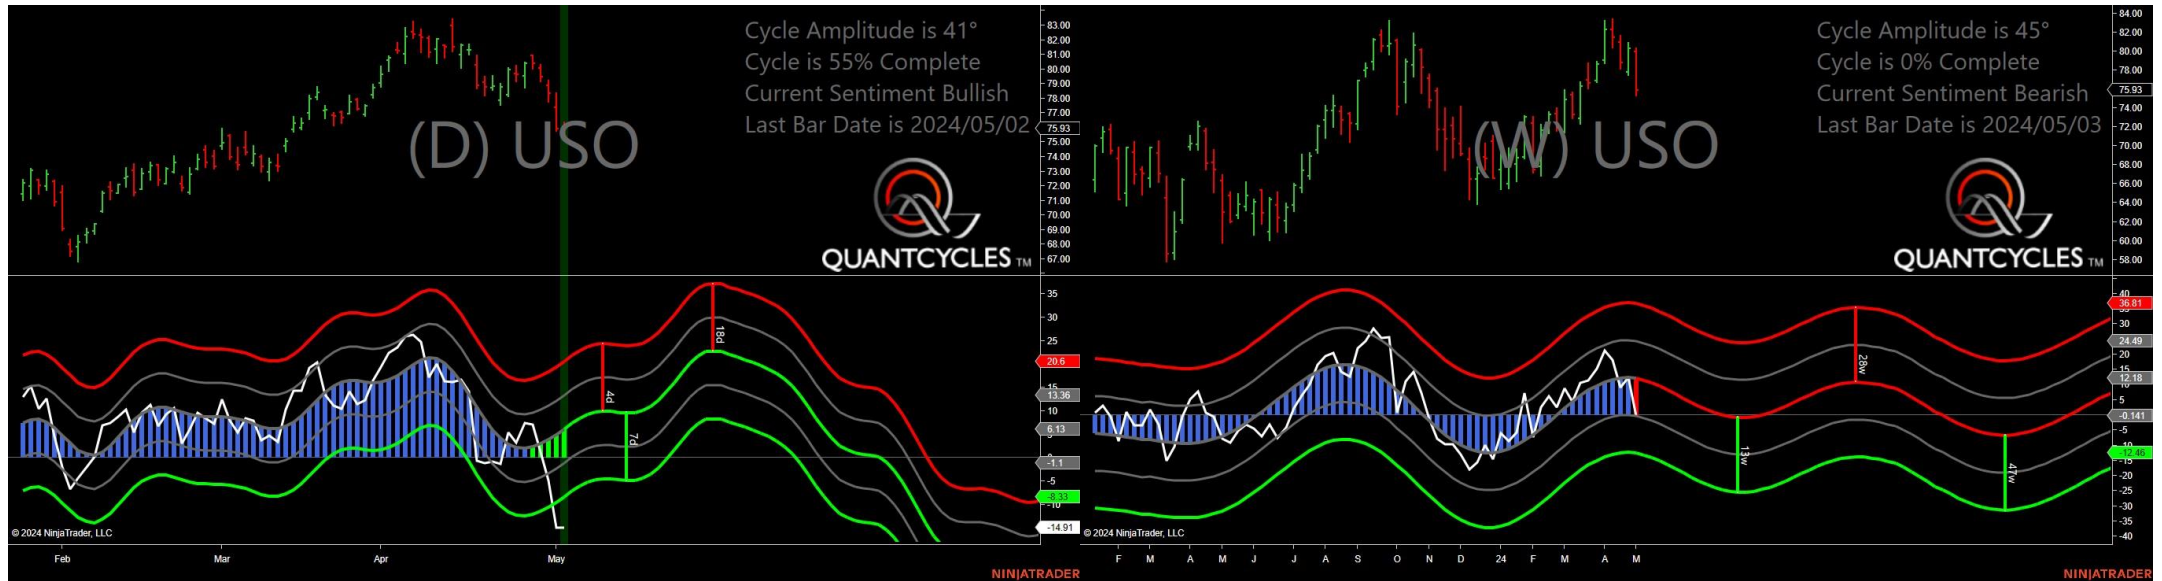 Cycle Amplitude is 41°
Cycle is 55% Complete
Current Sentiment Bullish
Last Bar Date is 2024/05/02
(D) USO
QUANTCYCLES TM
83.00
82.00
81.00
80.00
79.00
78.00
77.00
75.93
75.00
74.00
73.00
72.00
71.00
70.00
69.00
68.00
67.00
35
30
25
20.6
15
13.36
10
6.13
-1.1
-5
-8.33
-10
-14.91
4d
7d
18d
© 2024 NinjaTrader, LLC
Feb Mar Apr May
NINJATRADER
Cycle Amplitude is 45°
Cycle is 0% Complete
Current Sentiment Bearish
Last Bar Date is 2024/05/03
(W) USO
QUANTCYCLES TM
84.00
82.00
80.00
78.00
75.93
74.00
72.00
70.00
68.00
66.00
64.00
62.00
60.00
58.00
40
36.81
30
24.49
20
15
12.18
5
-0.141
-5
-10
-12.46
-15
-20
-25
-30
-35
-40
13w
28w
47w
© 2024 NinjaTrader, LLC
F M A M J J A S O N D 24 F M A M
NINJATRADER